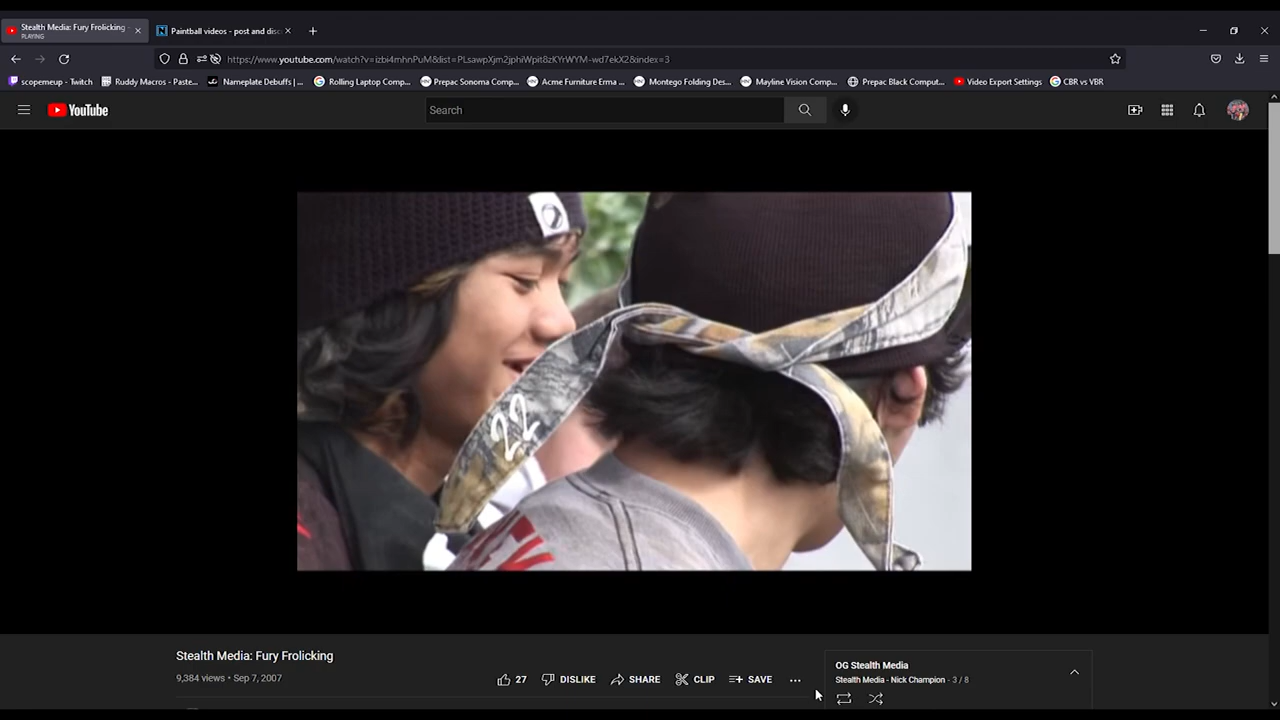 Stealth Media: Fury Frolicking -
PLAYING
Paintball videos - post and disc
https://www.youtube.com/watch?v=izbi4mhnPuM&list=PLsawpXjm2jphiWpit8zKYrWYM-wd7ekX2&index=3
scopemeup - Twitch
Ruddy Macros - Paste...
Nameplate Debuffs | ...
Rolling Laptop Comp...
Prepac Sonoma Comp...
Acme Furniture Erma ...
Montego Folding Des...
Mayline Vision Comp...
Prepac Black Comput...
Video Export Settings
CBR vs VBR
YouTube
Search
22
Stealth Media: Fury Frolicking
9,384 views • Sep 7, 2007
27
DISLIKE
SHARE
CLIP
SAVE
OG Stealth Media
Stealth Media - Nick Champion - 3 / 8